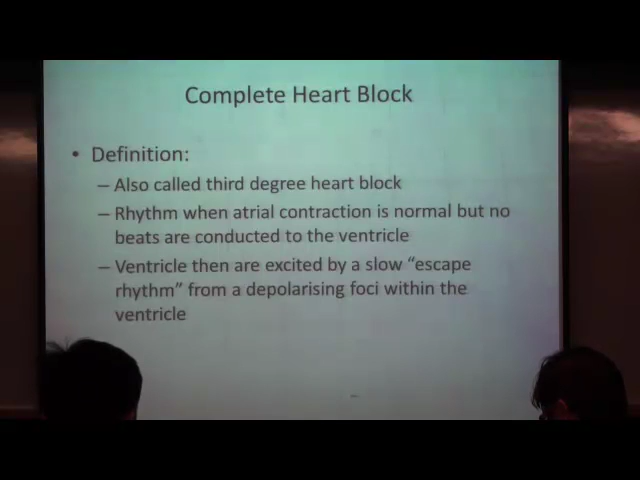 Complete Heart Block
• Definition:
– Also called third degree heart block
– Rhythm when atrial contraction is normal but no
beats are conducted to the ventricle
– Ventricle then are excited by a slow “escape
rhythm” from a depolarising foci within the
ventricle